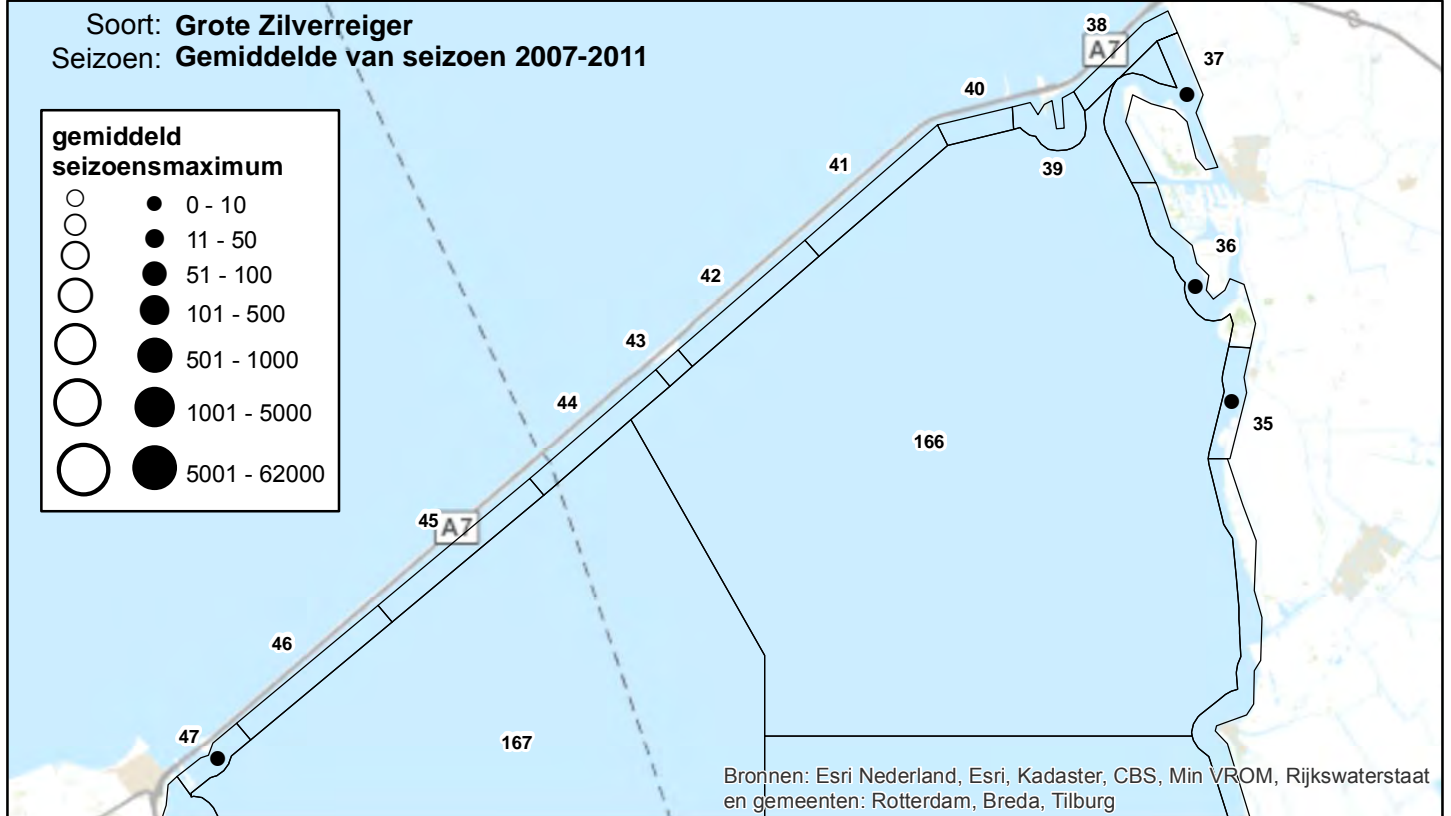 Soort: Grote Zilverreiger
Seizoen: Gemiddelde van seizoen 2007-2011
gemiddeld
seizoensmaximum
0 - 10
11 - 50
51 - 100
101 - 500
501 - 1000
1001 - 5000
5001 - 62000
38
A7
37
40
41
39
36
42
43
44
35
166
45
A7
46
47
167
Bronnen: Esri Nederland, Esri, Kadaster, CBS, Min VROM, Rijkswaterstaat
en gemeenten: Rotterdam, Breda, Tilburg